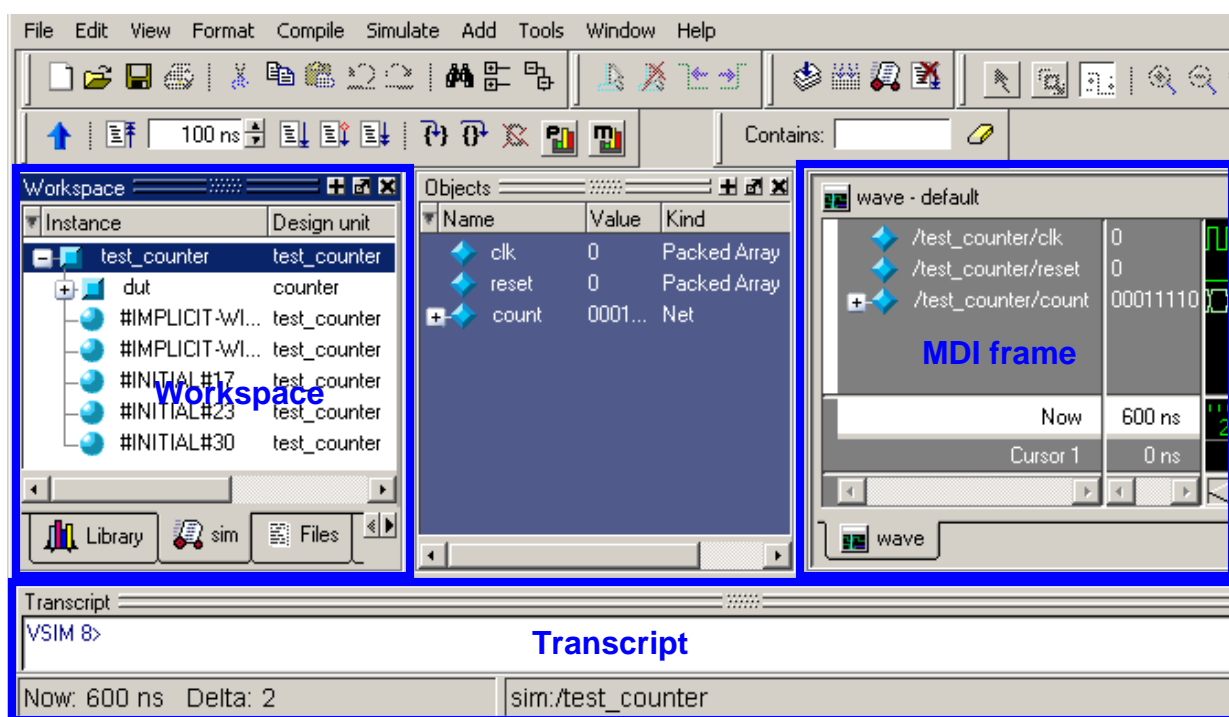 File Edit View Format Compile Simulate Add Tools Window Help
100 ns Contains:
Workspace
Instance Design unit
test_counter test_counter
dut counter
#IMPLICIT-WI... test_counter
#IMPLICIT-WI... test_counter
#INITIAL#17 test_counter
#INITIAL#23 test_counter
#INITIAL#30 test_counter
Workspace
Library sim Files
Objects
Name Value Kind
clk 0 Packed Array
reset 0 Packed Array
count 0001... Net
wave - default
/test_counter/clk 0
/test_counter/reset 0
/test_counter/count 00011110
MDI frame
Now 600 ns
Cursor 1 0 ns
wave
Transcript
VSIM 8>
Transcript
Now: 600 ns Delta: 2 sim:/test_counter